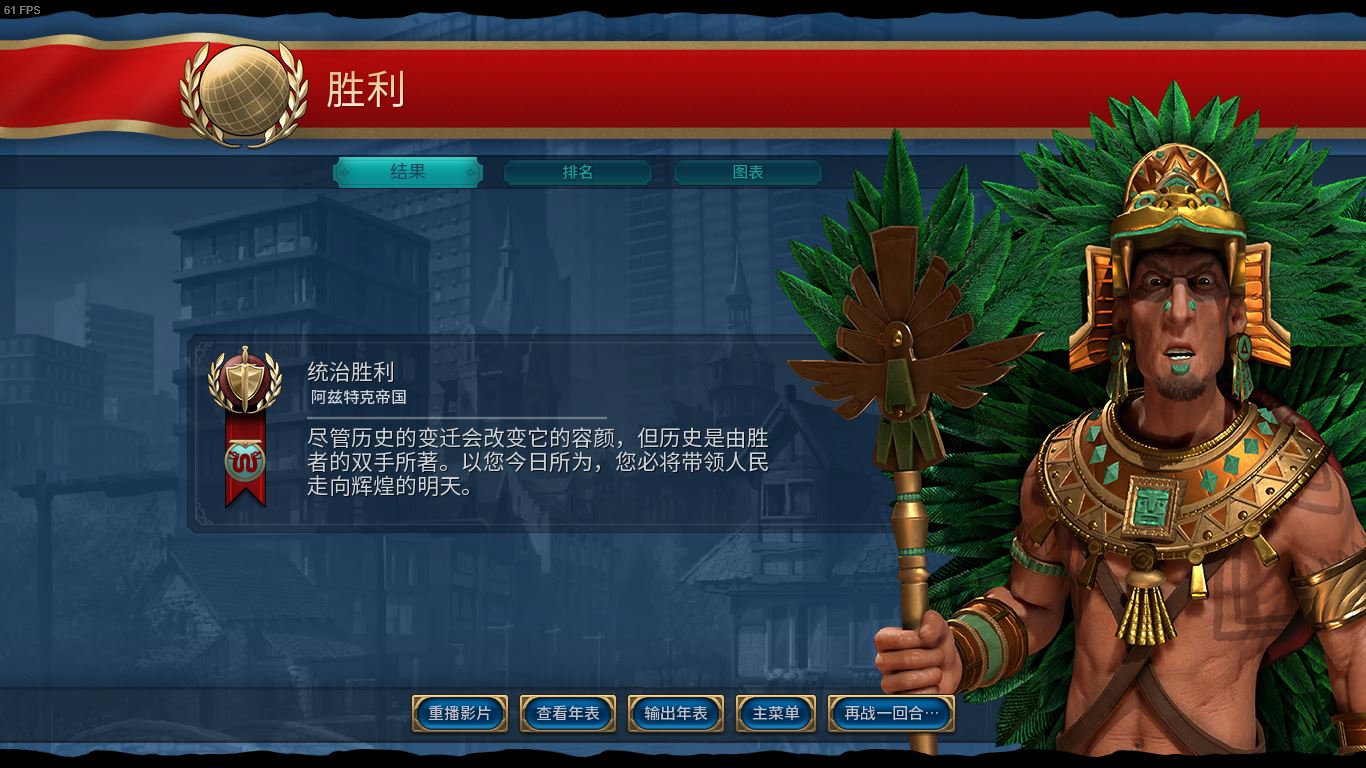 61 FPS
胜利
结果
排名
图表
统治胜利
阿兹特克帝国
尽管历史的变迁会改变它的容颜，但历史是由胜
者的双手所著。以您今日所为，您必将带领人民
走向辉煌的明天。
重播影片
查看年表
输出年表
主菜单
再战一回合…